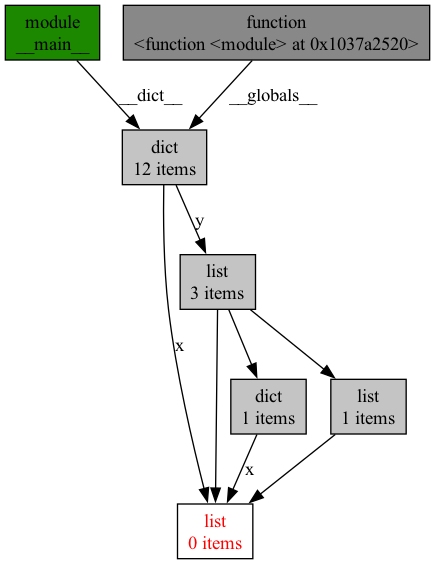 module
__main__
function
<function <module> at 0x1037a2520>
__dict__
__globals__
dict
12 items
y
list
3 items
x
dict
1 items
list
1 items
x
list
0 items